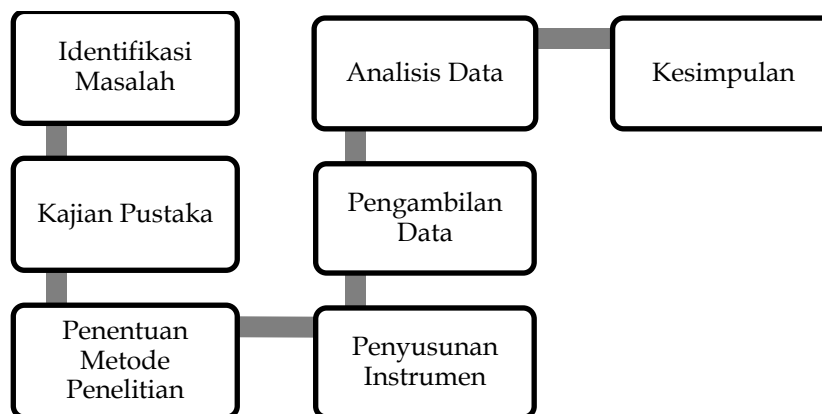 Identifikasi
Masalah
Kajian Pustaka
Penentuan
Metode
Penelitian
Penyusunan
Instrumen
Pengambilan
Data
Analisis Data
Kesimpulan